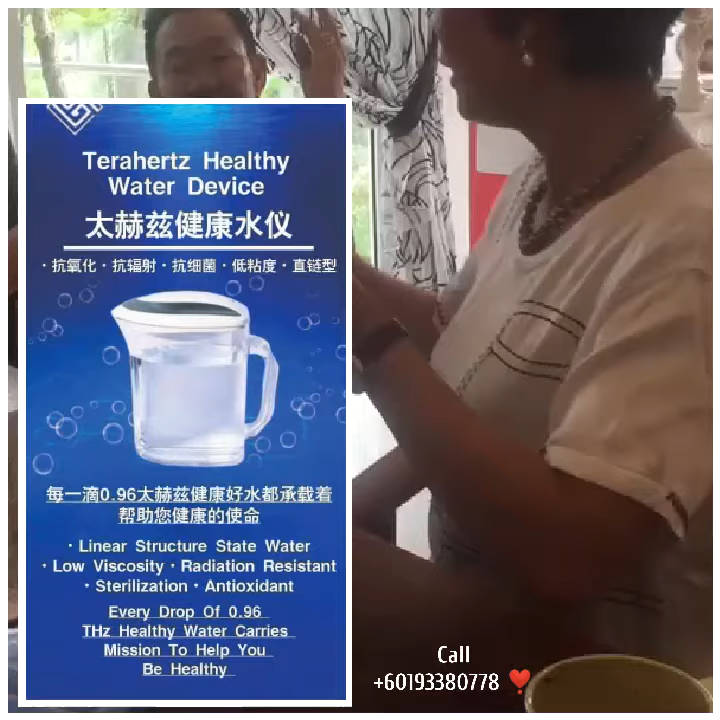 Terahertz Healthy
Water Device
太赫兹健康水仪
·抗氧化·抗辐射·抗细菌·低粘度·直链型
每一滴0.96太赫兹健康好水都承载着
帮助您健康的使命
· Linear Structure State Water
· Low Viscosity · Radiation Resistant
· Sterilization · Antioxidant
Every Drop Of 0.96
THz Healthy Water Carries
Mission To Help You
Be Healthy
Call
+60193380778 ❣️